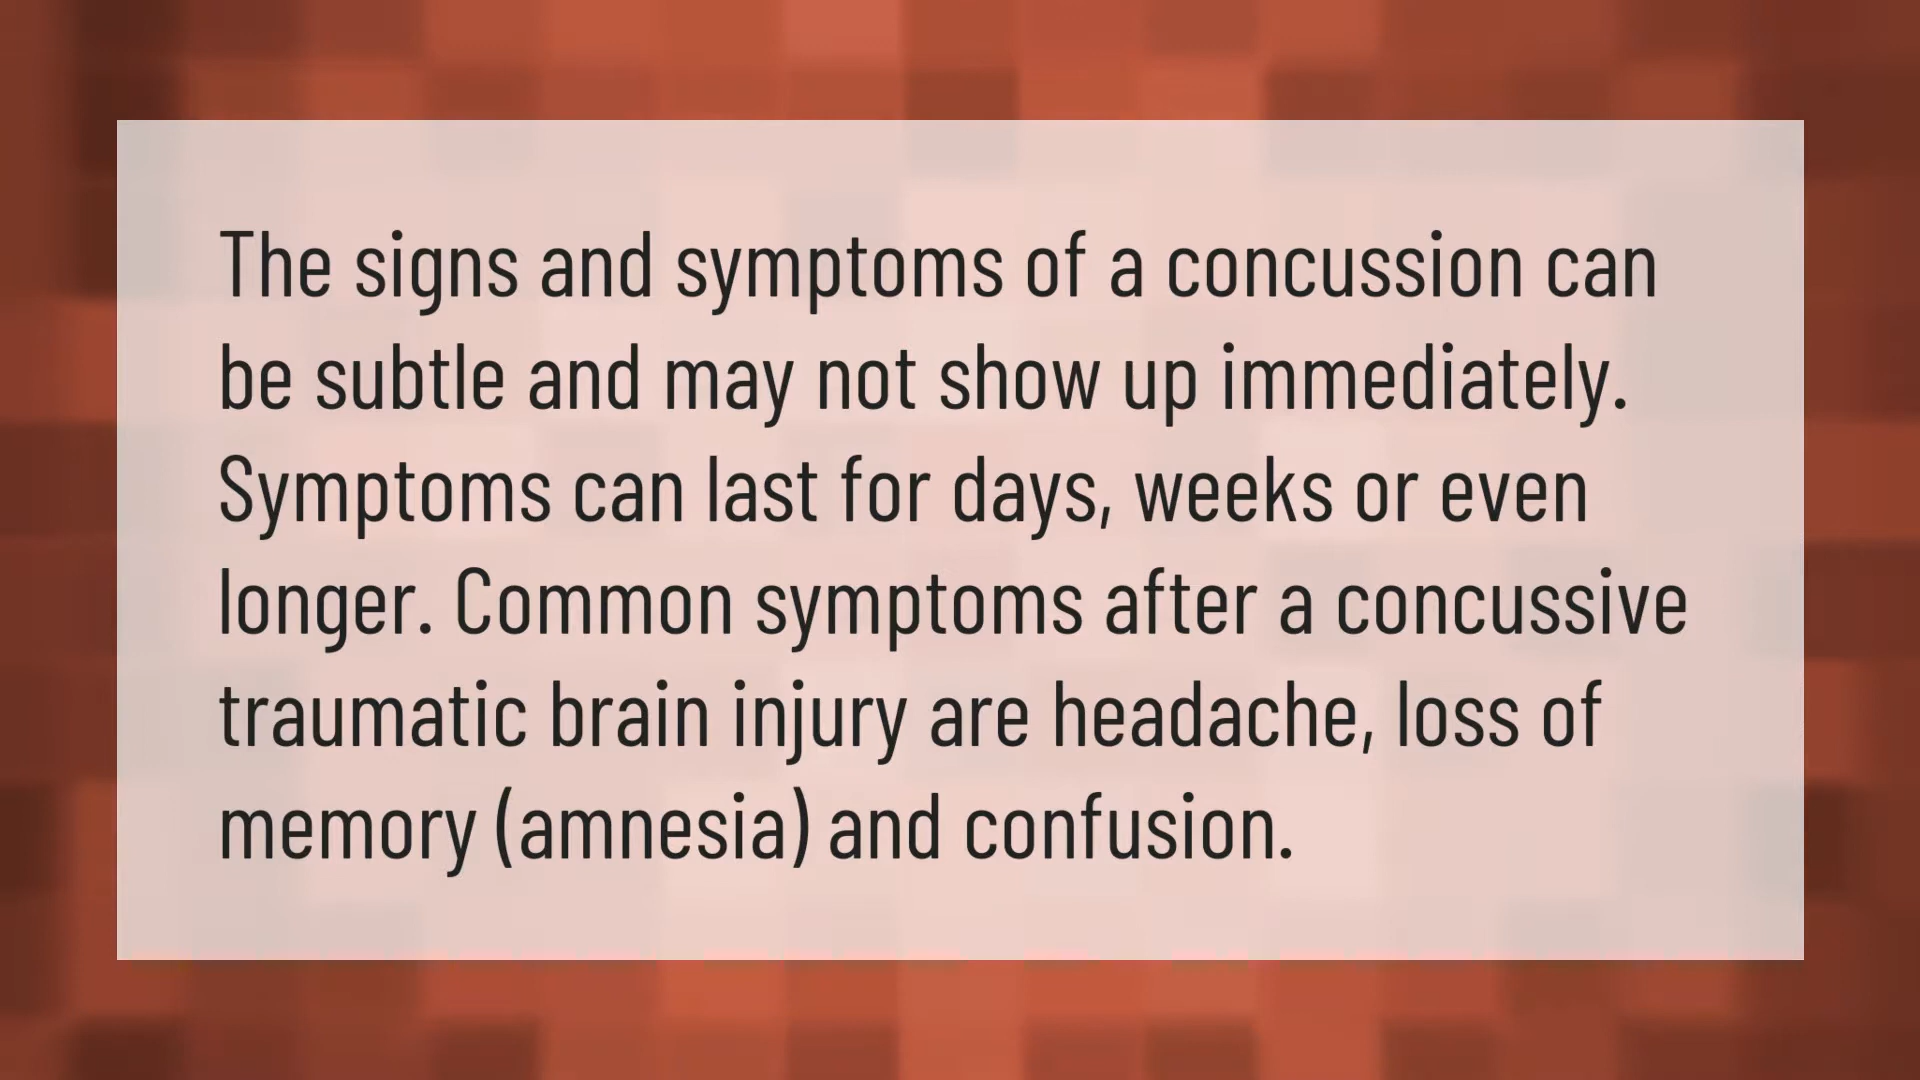 The signs and symptoms of a concussion can
be subtle and may not show up immediately.
Symptoms can last for days, weeks or even
longer. Common symptoms after a concussive
traumatic brain injury are headache, loss of
memory (amnesia) and confusion.